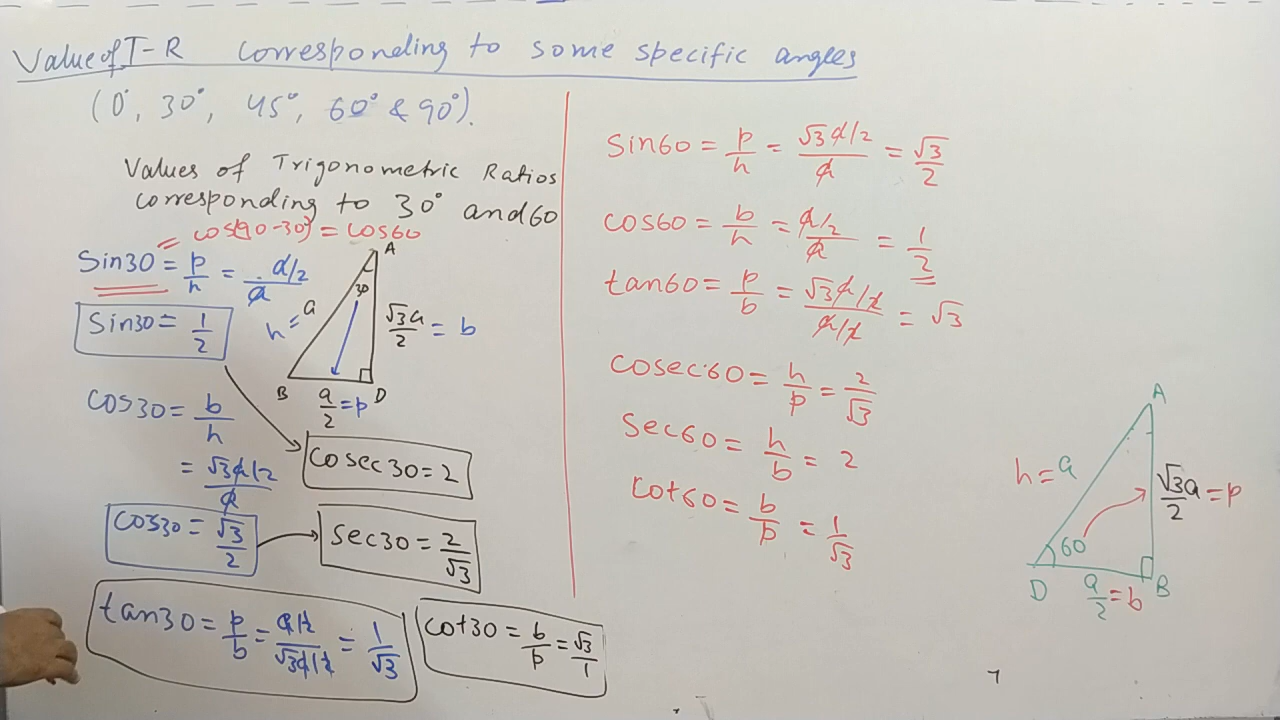 Value of T-R corresponding to some specific angles
(0°, 30°, 45°, 60° & 90°).
Values of Trigonometric Ratios
corresponding to 30° and 60
= cos(90-30) = cos60
Sin30 = p/h = a/2/a
Sin30 = 1/2
A
30
h = a
√3a/2 = b
B
D
a/2 = p
cos30 = b/h
= √3a/2/a
cosec30 = 2
cos30 = √3/2
sec30 = 2/√3
tan30 = p/b = a/2/√3a/2 = 1/√3
cot30 = b/p = √3/1
Sin60 = p/h = √3a/2/a = √3/2
cos60 = b/h = a/2/a = 1/2
tan60 = p/b = √3a/2/a/2 = √3
cosec60 = h/p = 2/√3
Sec60 = h/b = 2
cot60 = b/p = 1/√3
A
h = a
√3a/2 = p
60
D
a/2 = b
B